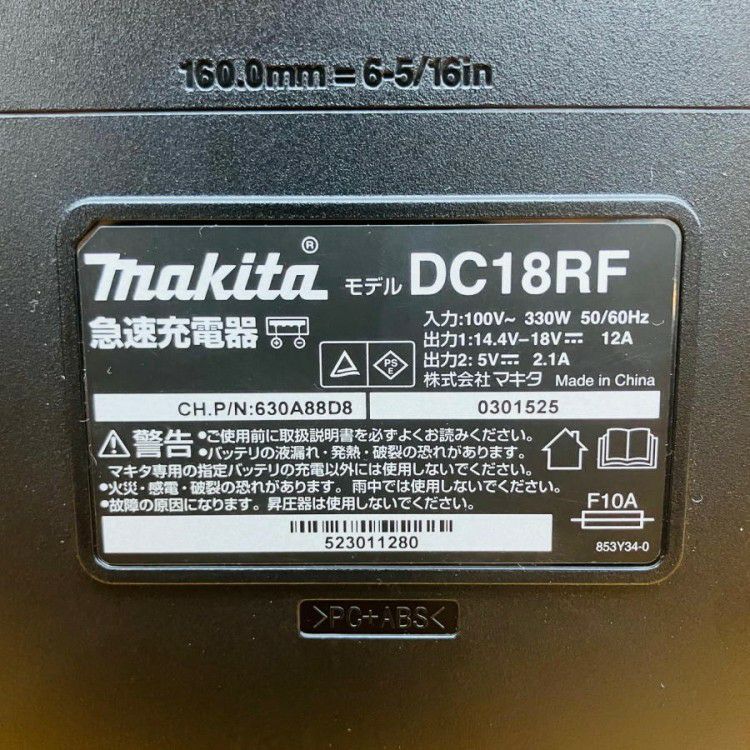 160.0mm = 6-5/16in
makita® モデル DC18RF
急速充電器
入力:100V～ 330W 50/60Hz
出力1:14.4V-18V⎓ 12A
出力2: 5V⎓ 2.1A
PS
E
株式会社 マキタ Made in China
CH.P/N:630A88D8
0301525
⚠警告 •ご使用前に取扱説明書を必ずよくお読みください。
•バッテリの液漏れ・発熱・破裂の恐れがあります。
マキタ専用の指定バッテリの充電以外には使用しないでください。
•火災・感電・破裂の恐れがあります。雨中では使用しないでください。
•故障の原因になります。昇圧器は使用しないでください。
F10A
523011280
853Y34-0
>PC+ABS<